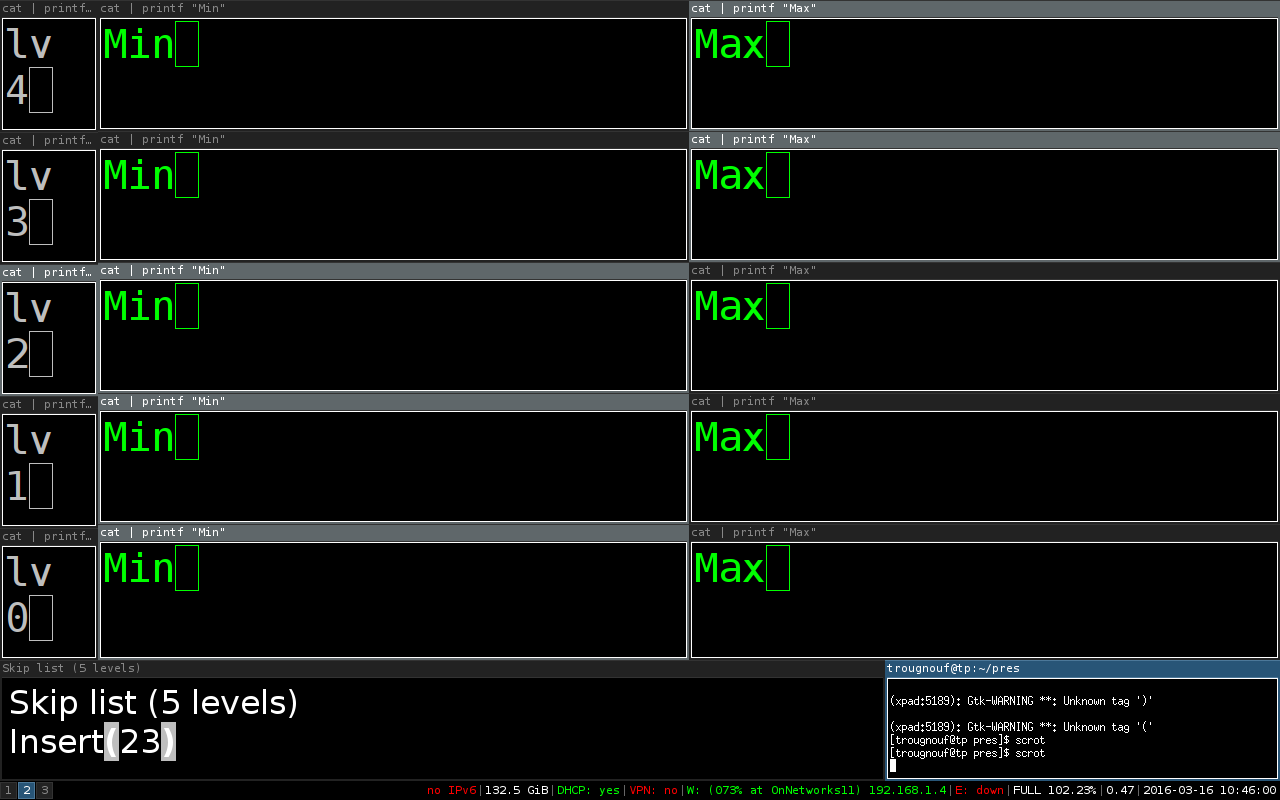 cat | printf… cat | printf "Min" cat | printf "Max"
lv Min Max
4
cat | printf… cat | printf "Min" cat | printf "Max"
lv Min Max
3
cat | printf… cat | printf "Min" cat | printf "Max"
lv Min Max
2
cat | printf… cat | printf "Min" cat | printf "Max"
lv Min Max
1
cat | printf… cat | printf "Min" cat | printf "Max"
lv Min Max
0
Skip list (5 levels)
Skip list (5 levels)
Insert(23)
trougnouf@tp:~/pres
(xpad:5189): Gtk-WARNING **: Unknown tag ')'
(xpad:5189): Gtk-WARNING **: Unknown tag '('
[trougnouf@tp pres]$ scrot
[trougnouf@tp pres]$ scrot
1 2 3 no IPv6|132.5 GiB|DHCP: yes|VPN: no|W: (073% at OnNetworks11) 192.168.1.4|E: down|FULL 102.23%|0.47|2016-03-16 10:46:00